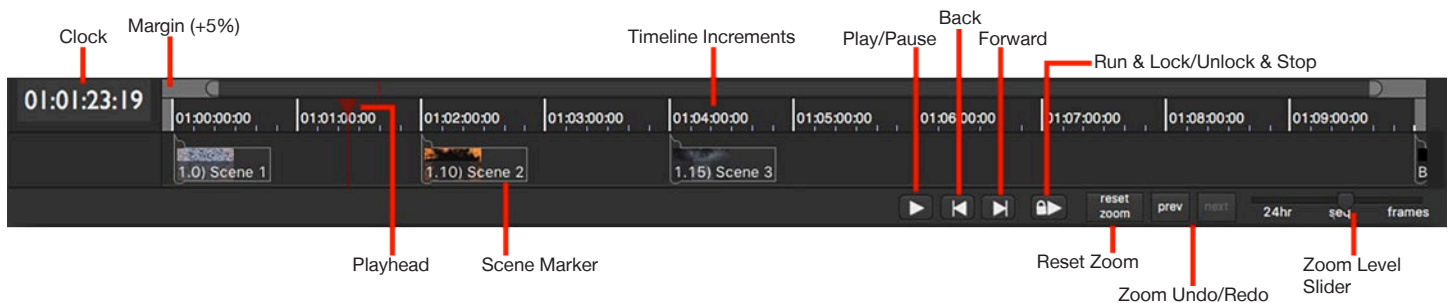 Clock
Margin (+5%)
Timeline Increments
Play/Pause
Back
Forward
Run & Lock/Unlock & Stop
01:01:23:19
01:00:00:00
01:01:00:00
01:02:00:00
01:03:00:00
01:04:00:00
01:05:00:00
01:06:00:00
01:07:00:00
01:08:00:00
01:09:00:00
1.0) Scene 1
1.10) Scene 2
1.15) Scene 3
B
reset
zoom
prev
next
24hr
frames
Playhead
Scene Marker
Reset Zoom
Zoom Undo/Redo
Zoom Level
Slider